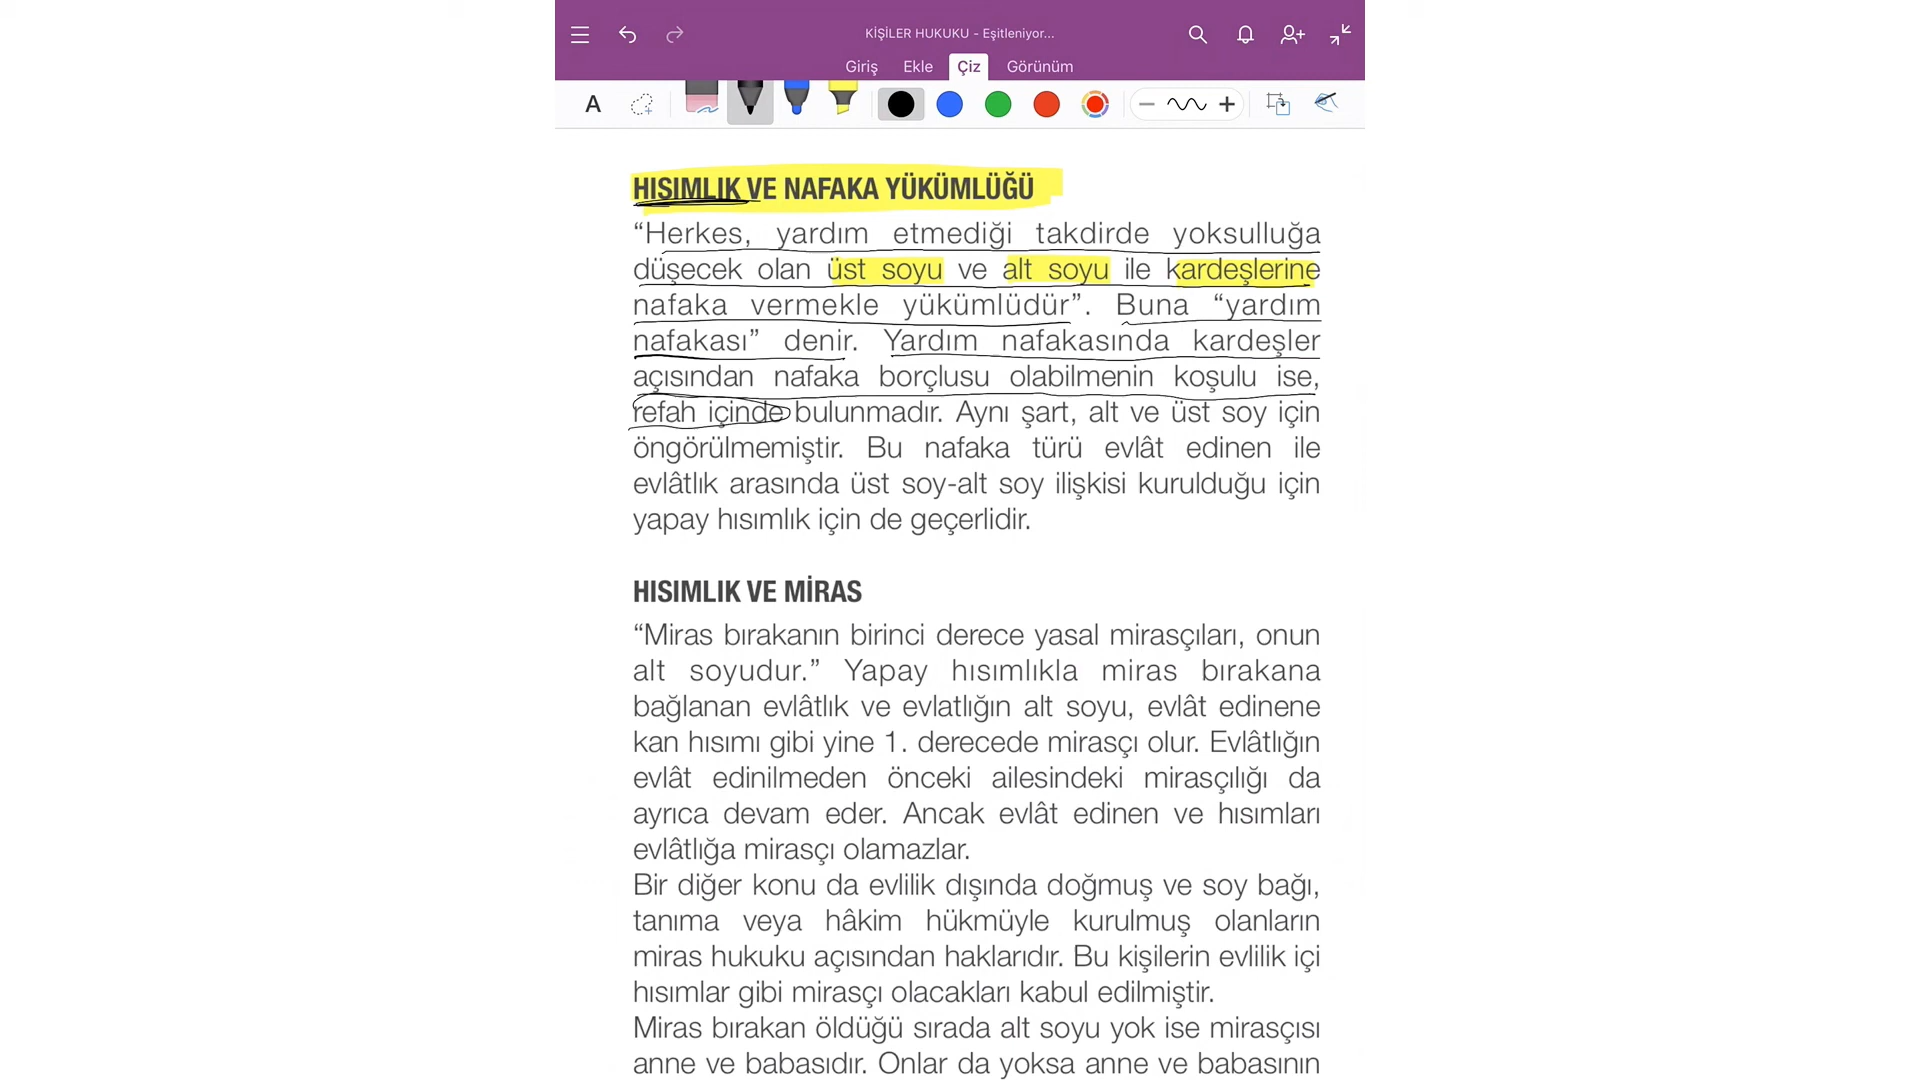 KİŞİLER HUKUKU - Eşitleniyor...
Giriş Ekle Çiz Görünüm
A
HISIMLIK VE NAFAKA YÜKÜMLÜĞÜ
“Herkes, yardım etmediği takdirde yoksulluğa
düşecek olan üst soyu ve alt soyu ile kardeşlerine
nafaka vermekle yükümlüdür”. Buna “yardım
nafakası” denir. Yardım nafakasında kardeşler
açısından nafaka borçlusu olabilmenin koşulu ise,
refah içinde bulunmadır. Aynı şart, alt ve üst soy için
öngörülmemiştir. Bu nafaka türü evlât edinen ile
evlâtlık arasında üst soy-alt soy ilişkisi kurulduğu için
yapay hısımlık için de geçerlidir.
HISIMLIK VE MİRAS
“Miras bırakanın birinci derece yasal mirasçıları, onun
alt soyudur.” Yapay hısımlıkla miras bırakana
bağlanan evlâtlık ve evlatlığın alt soyu, evlât edinene
kan hısımı gibi yine 1. derecede mirasçı olur. Evlâtlığın
evlât edinilmeden önceki ailesindeki mirasçılığı da
ayrıca devam eder. Ancak evlât edinen ve hısımları
evlâtlığa mirasçı olamazlar.
Bir diğer konu da evlilik dışında doğmuş ve soy bağı,
tanıma veya hâkim hükmüyle kurulmuş olanların
miras hukuku açısından haklarıdır. Bu kişilerin evlilik içi
hısımlar gibi mirasçı olacakları kabul edilmiştir.
Miras bırakan öldüğü sırada alt soyu yok ise mirasçısı
anne ve babasıdır. Onlar da yoksa anne ve babasının